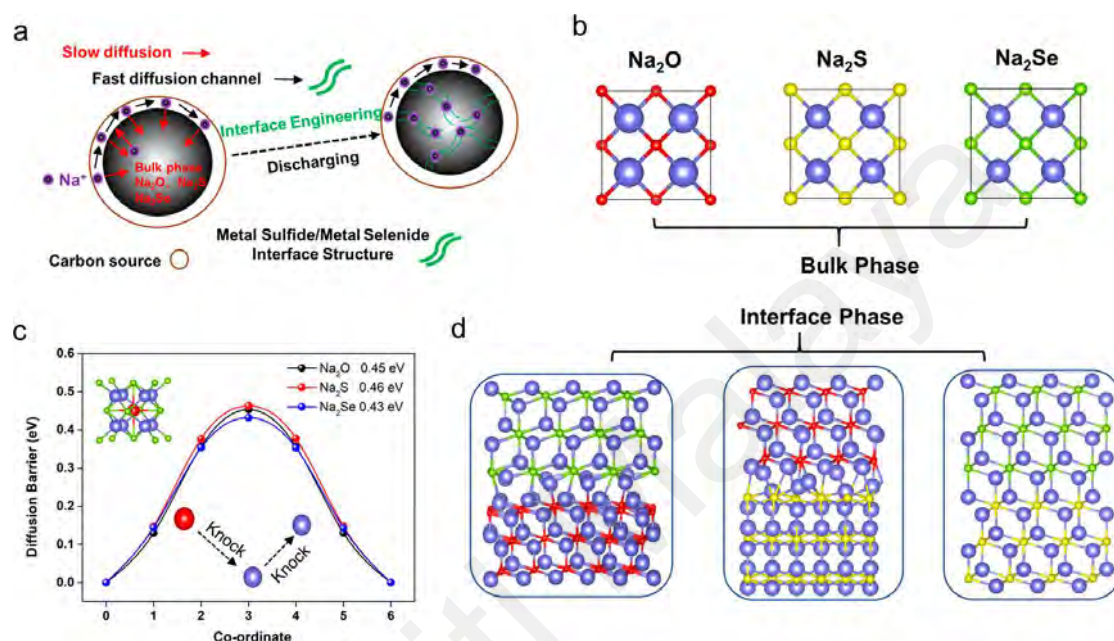 a
Slow diffusion
Fast diffusion channel
Interface Engineering
Discharging
Bulk phase
Na₂O、Na₂S
Na₂Se
Na⁺
Metal Sulfide/Metal Selenide
Interface Structure
Carbon source
b
Na₂O
Na₂S
Na₂Se
Bulk Phase
c
Diffusion Barrier (eV)
0.6
0.5
0.4
0.3
0.2
0.1
0.0
Na₂O 0.45 eV
Na₂S 0.46 eV
Na₂Se 0.43 eV
Knock
Knock
0 1 2 3 4 5 6
Co-ordinate
d
Interface Phase